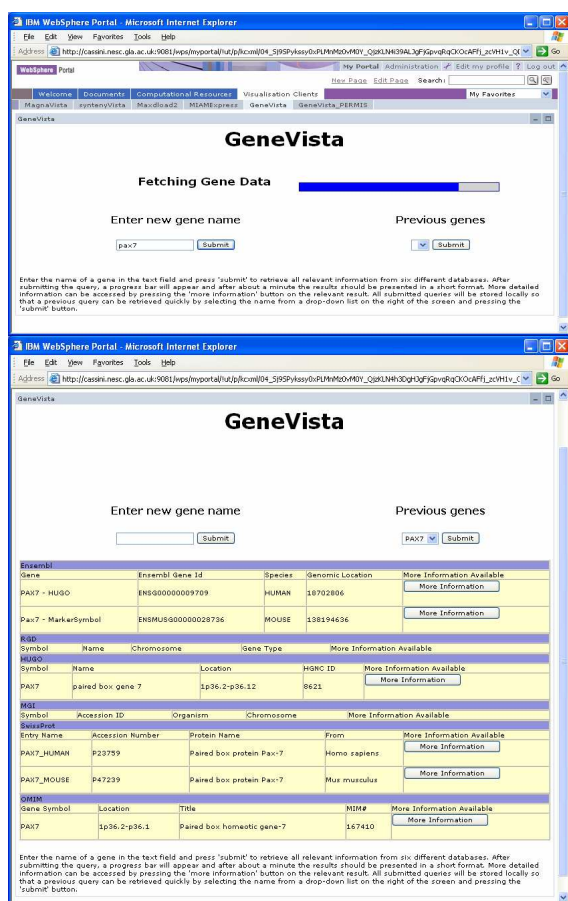 IBM WebSphere Portal - Microsoft Internet Explorer
File Edit View Favorites Tools Help
Address http://cassini.nesc.gla.ac.uk:9081/wps/myportal/!ut/p/kcxml/ Go
WebSphere Portal My Portal Administration Edit my profile ? Log out
New Page Edit Page Search:
Welcome Documents Computational Resources Visualisation Clients My Favorites
MagnaVista syntenyVista Maxdload2 MIAMExpress GeneVista GeneVista_PERMIS
GeneVista
GeneVista
Fetching Gene Data
Enter new gene name Previous genes
pax7 Submit Submit
Enter the name of a gene in the text field and press 'submit' to retrieve all relevant information from six different databases. After
submitting the query, a progress bar will appear and after about a minute the results should be presented in a short format. More detailed
information can be accessed by pressing the 'more information' button on the relevant result. All submitted queries will be stored locally so
that a previous query can be retrieved quickly by selecting the name from a drop-down list on the right of the screen and pressing the
'submit' button.
IBM WebSphere Portal - Microsoft Internet Explorer
File Edit View Favorites Tools Help
Address http://cassini.nesc.gla.ac.uk:9081/wps/myportal/!ut/p/kcxml/ Go
GeneVista
GeneVista
Enter new gene name Previous genes
Submit PAX7 Submit
Ensembl
Gene Ensembl Gene Id Species Genomic Location More Information Available
PAX7 - HUGO ENSG00000009709 HUMAN 18702806 More Information
Pax7 - MarkerSymbol ENSMUSG00000028736 MOUSE 138194636 More Information
RGD
Symbol Name Chromosome Gene Type More Information Available
HUGO
Symbol Name Location HGNC ID More Information Available
PAX7 paired box gene 7 1p36.2-p36.12 8621 More Information
MGI
Symbol Accession ID Organism Chromosome More Information Available
SwissProt
Entry Name Accession Number Protein Name From More Information Available
PAX7_HUMAN P23759 Paired box protein Pax-7 Homo sapiens More Information
PAX7_MOUSE P47239 Paired box protein Pax-7 Mus musculus More Information
OMIM
Gene Symbol Location Title MIM# More Information Available
PAX7 1p36.2-p36.1 Paired box homeotic gene-7 167410 More Information
Enter the name of a gene in the text field and press 'submit' to retrieve all relevant information from six different databases. After
submitting the query, a progress bar will appear and after about a minute the results should be presented in a short format. More detailed
information can be accessed by pressing the 'more information' button on the relevant result. All submitted queries will be stored locally so
that a previous query can be retrieved quickly by selecting the name from a drop-down list on the right of the screen and pressing the
'submit' button.